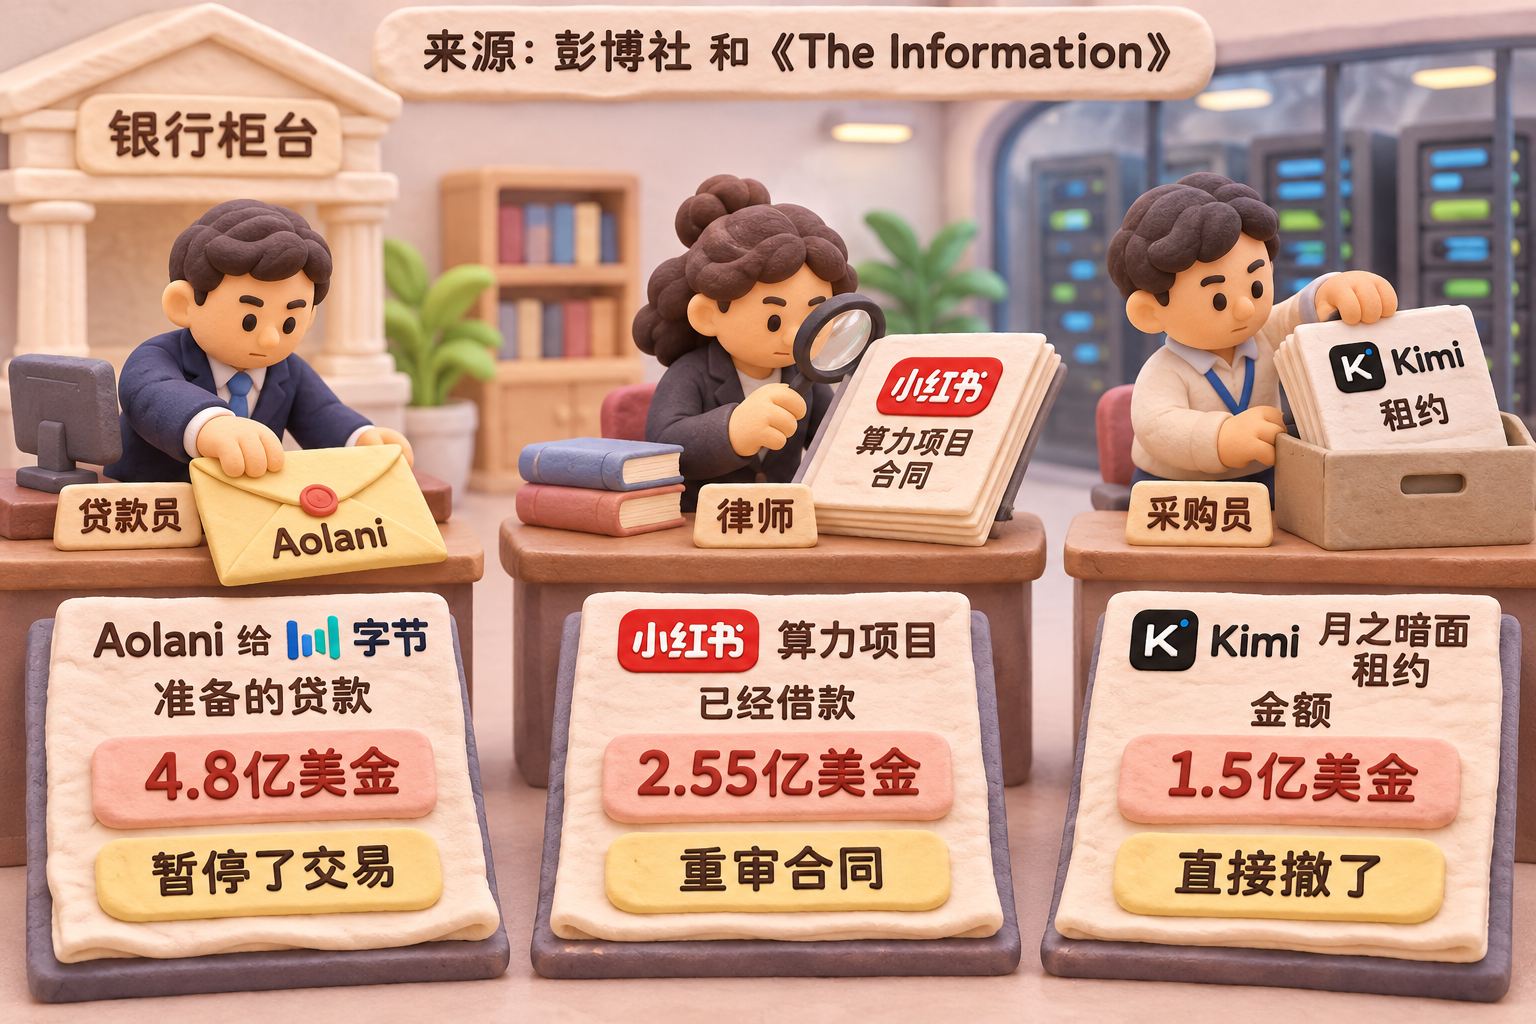 来源：彭博社 和《The Information》
银行柜台
Aolani
贷款员
小红书
算力项目
合同
律师
Kimi
租约
采购员
Aolani 给 字节
准备的贷款
4.8亿美金
暂停了交易
小红书 算力项目
已经借款
2.55亿美金
重审合同
Kimi 月之暗面
租约
金额
1.5亿美金
直接撤了